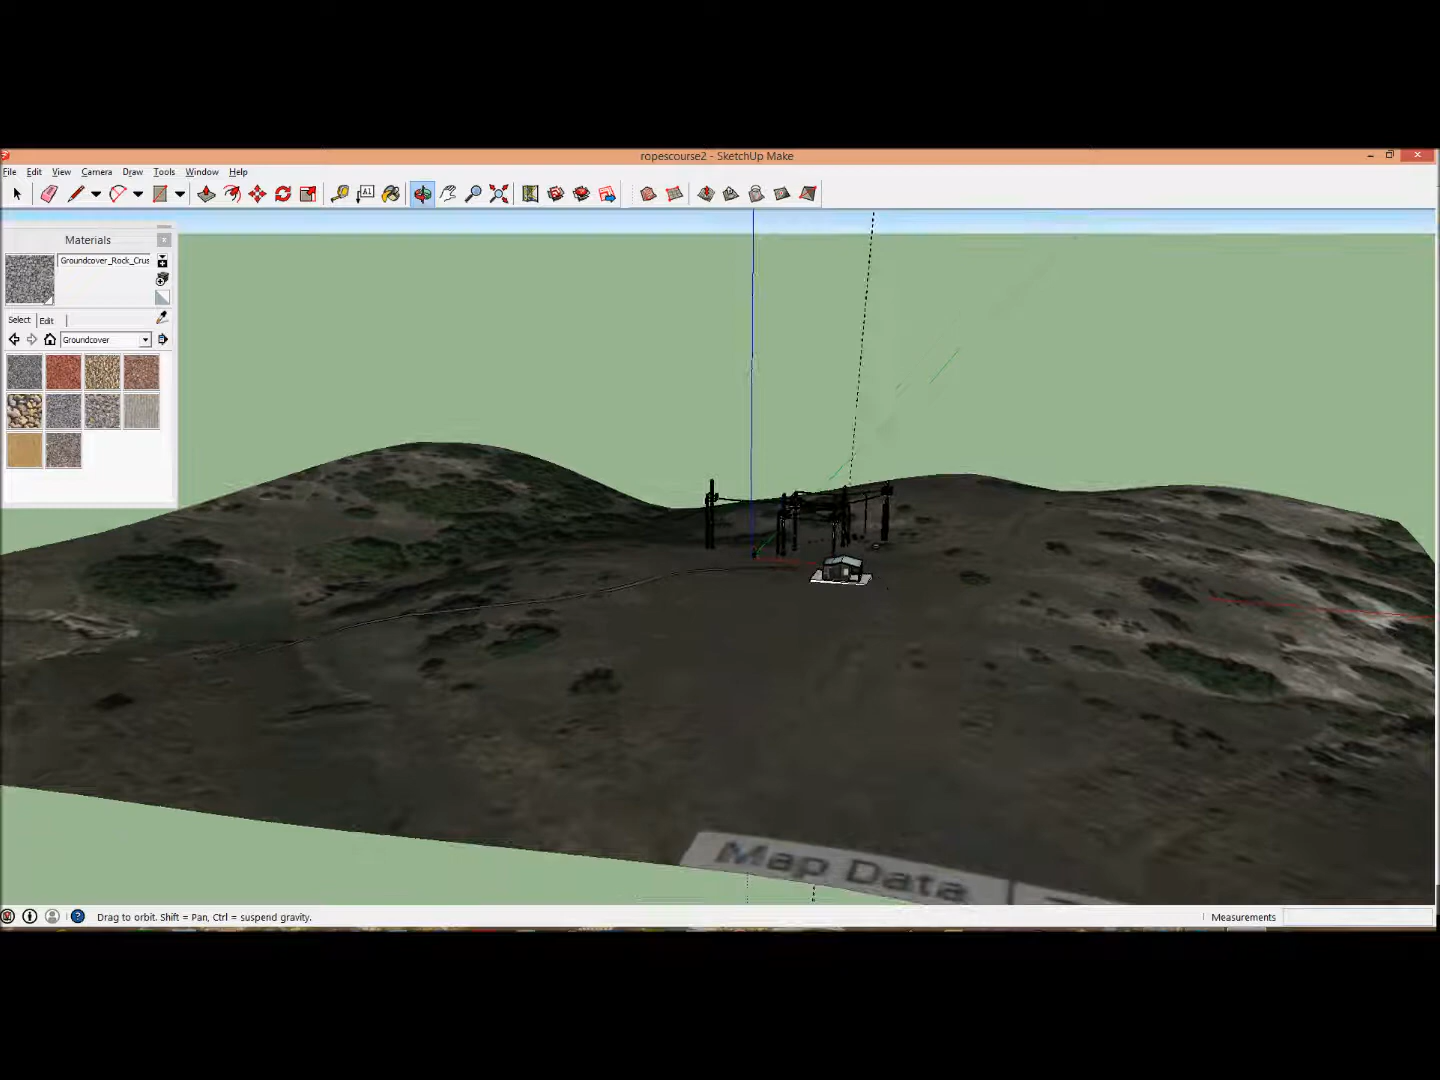 ropescourse2 - SketchUp Make
File Edit View Camera Draw Tools Window Help
A1
Materials
Groundcover_Rock_Crus
Select Edit
Groundcover
Map Data
Drag to orbit. Shift = Pan, Ctrl = suspend gravity.
Measurements